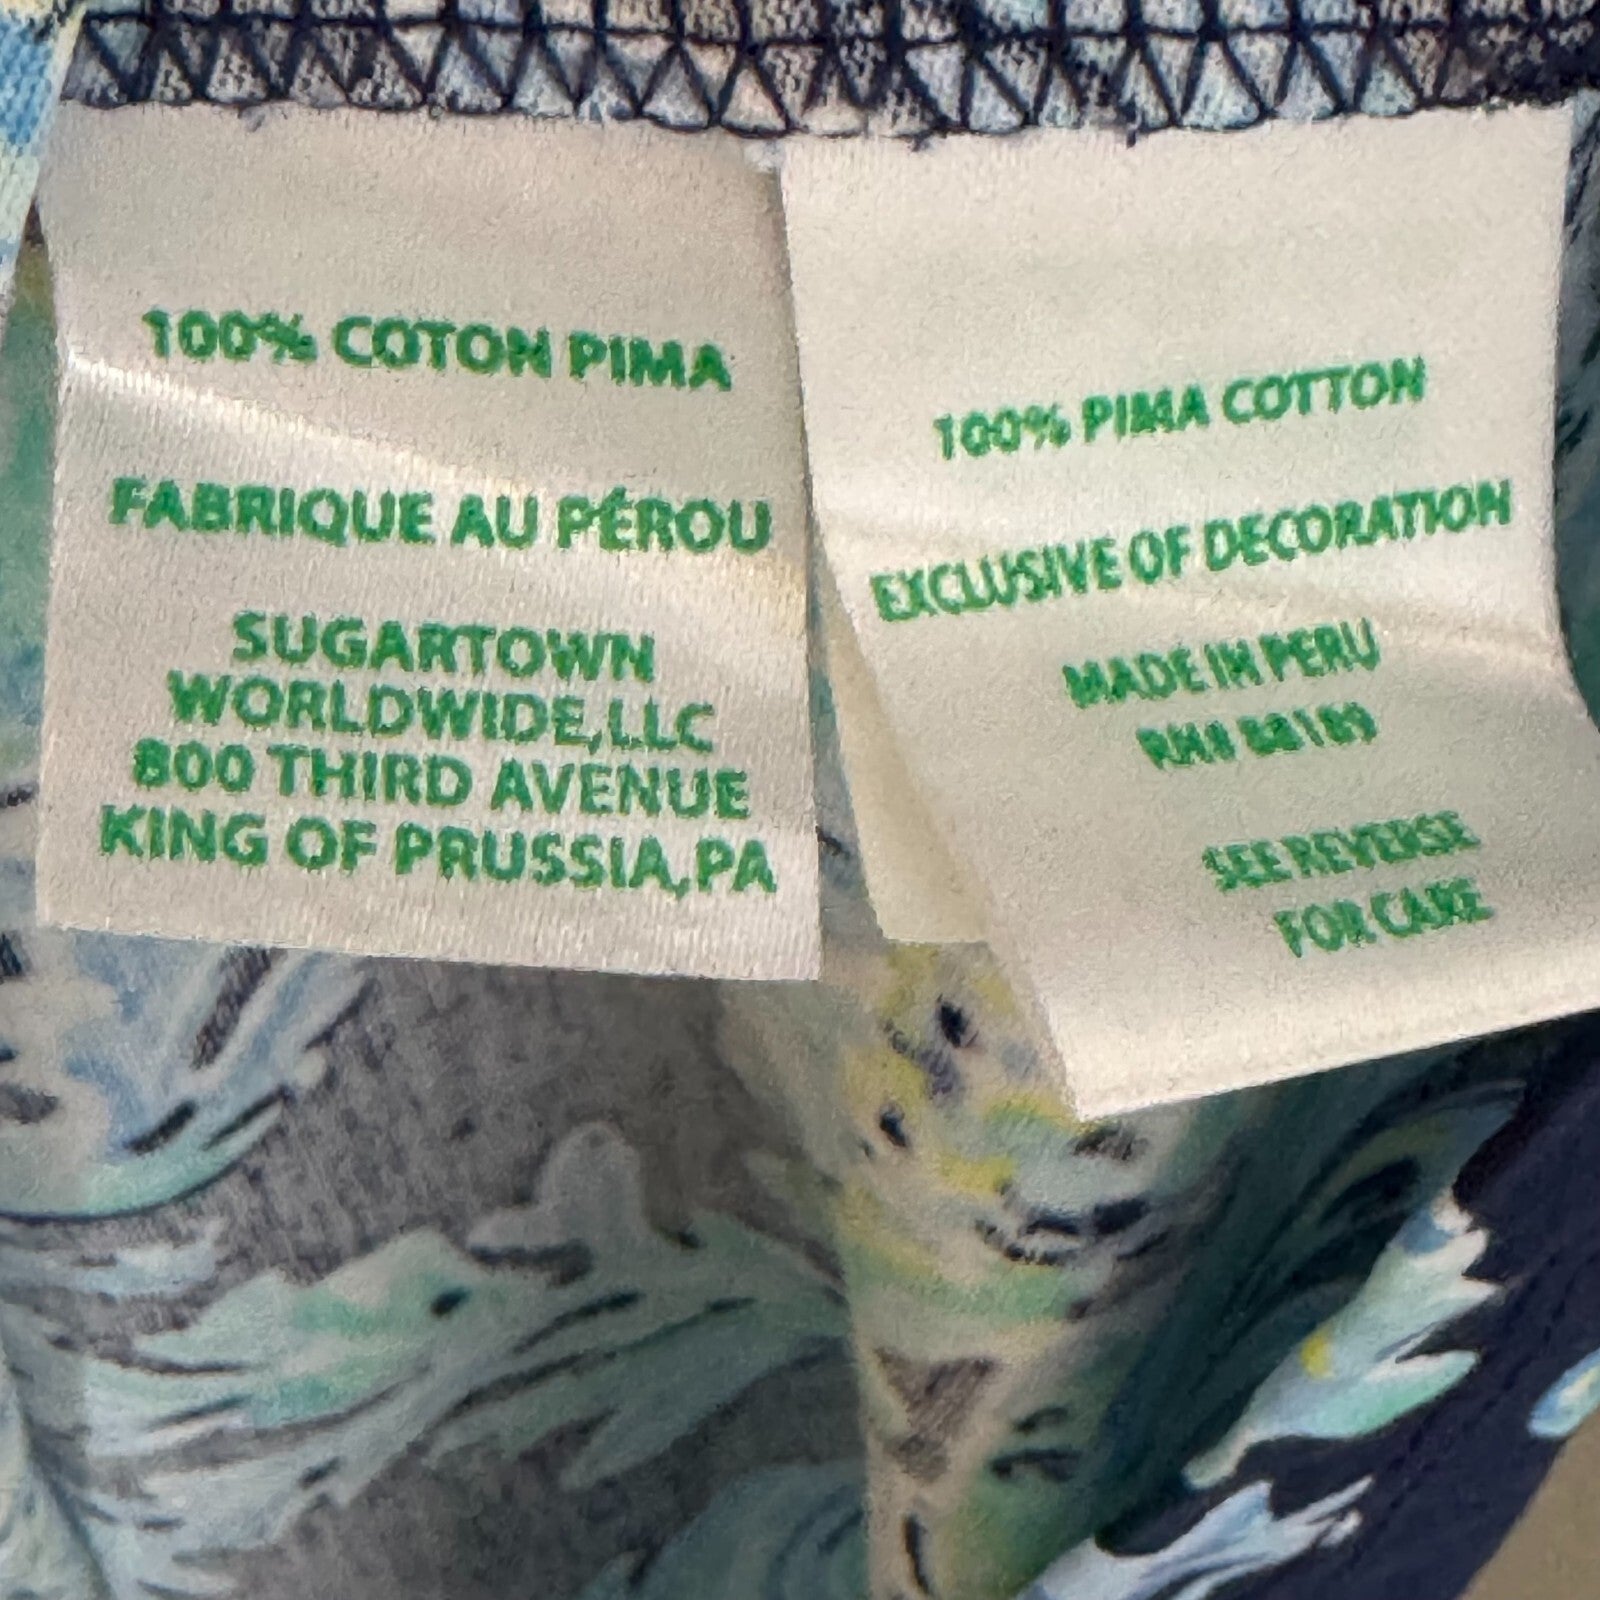 100% COTON PIMA
FABRIQUE AU PÉROU
SUGARTOWN
WORLDWIDE,LLC
800 THIRD AVENUE
KING OF PRUSSIA,PA
100% PIMA COTTON
EXCLUSIVE OF DECORATION
MADE IN PERU
88189
SEE REVERSE
FOR CARE